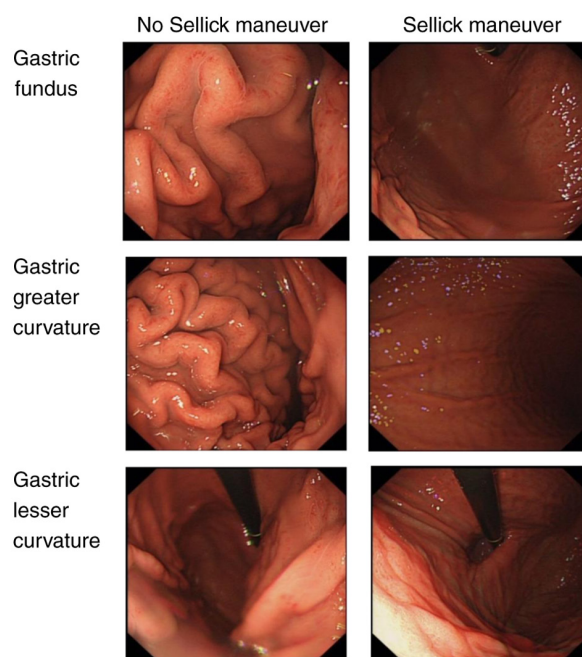 No Sellick maneuver
Sellick maneuver
Gastric
fundus
Gastric
greater
curvature
Gastric
lesser
curvature